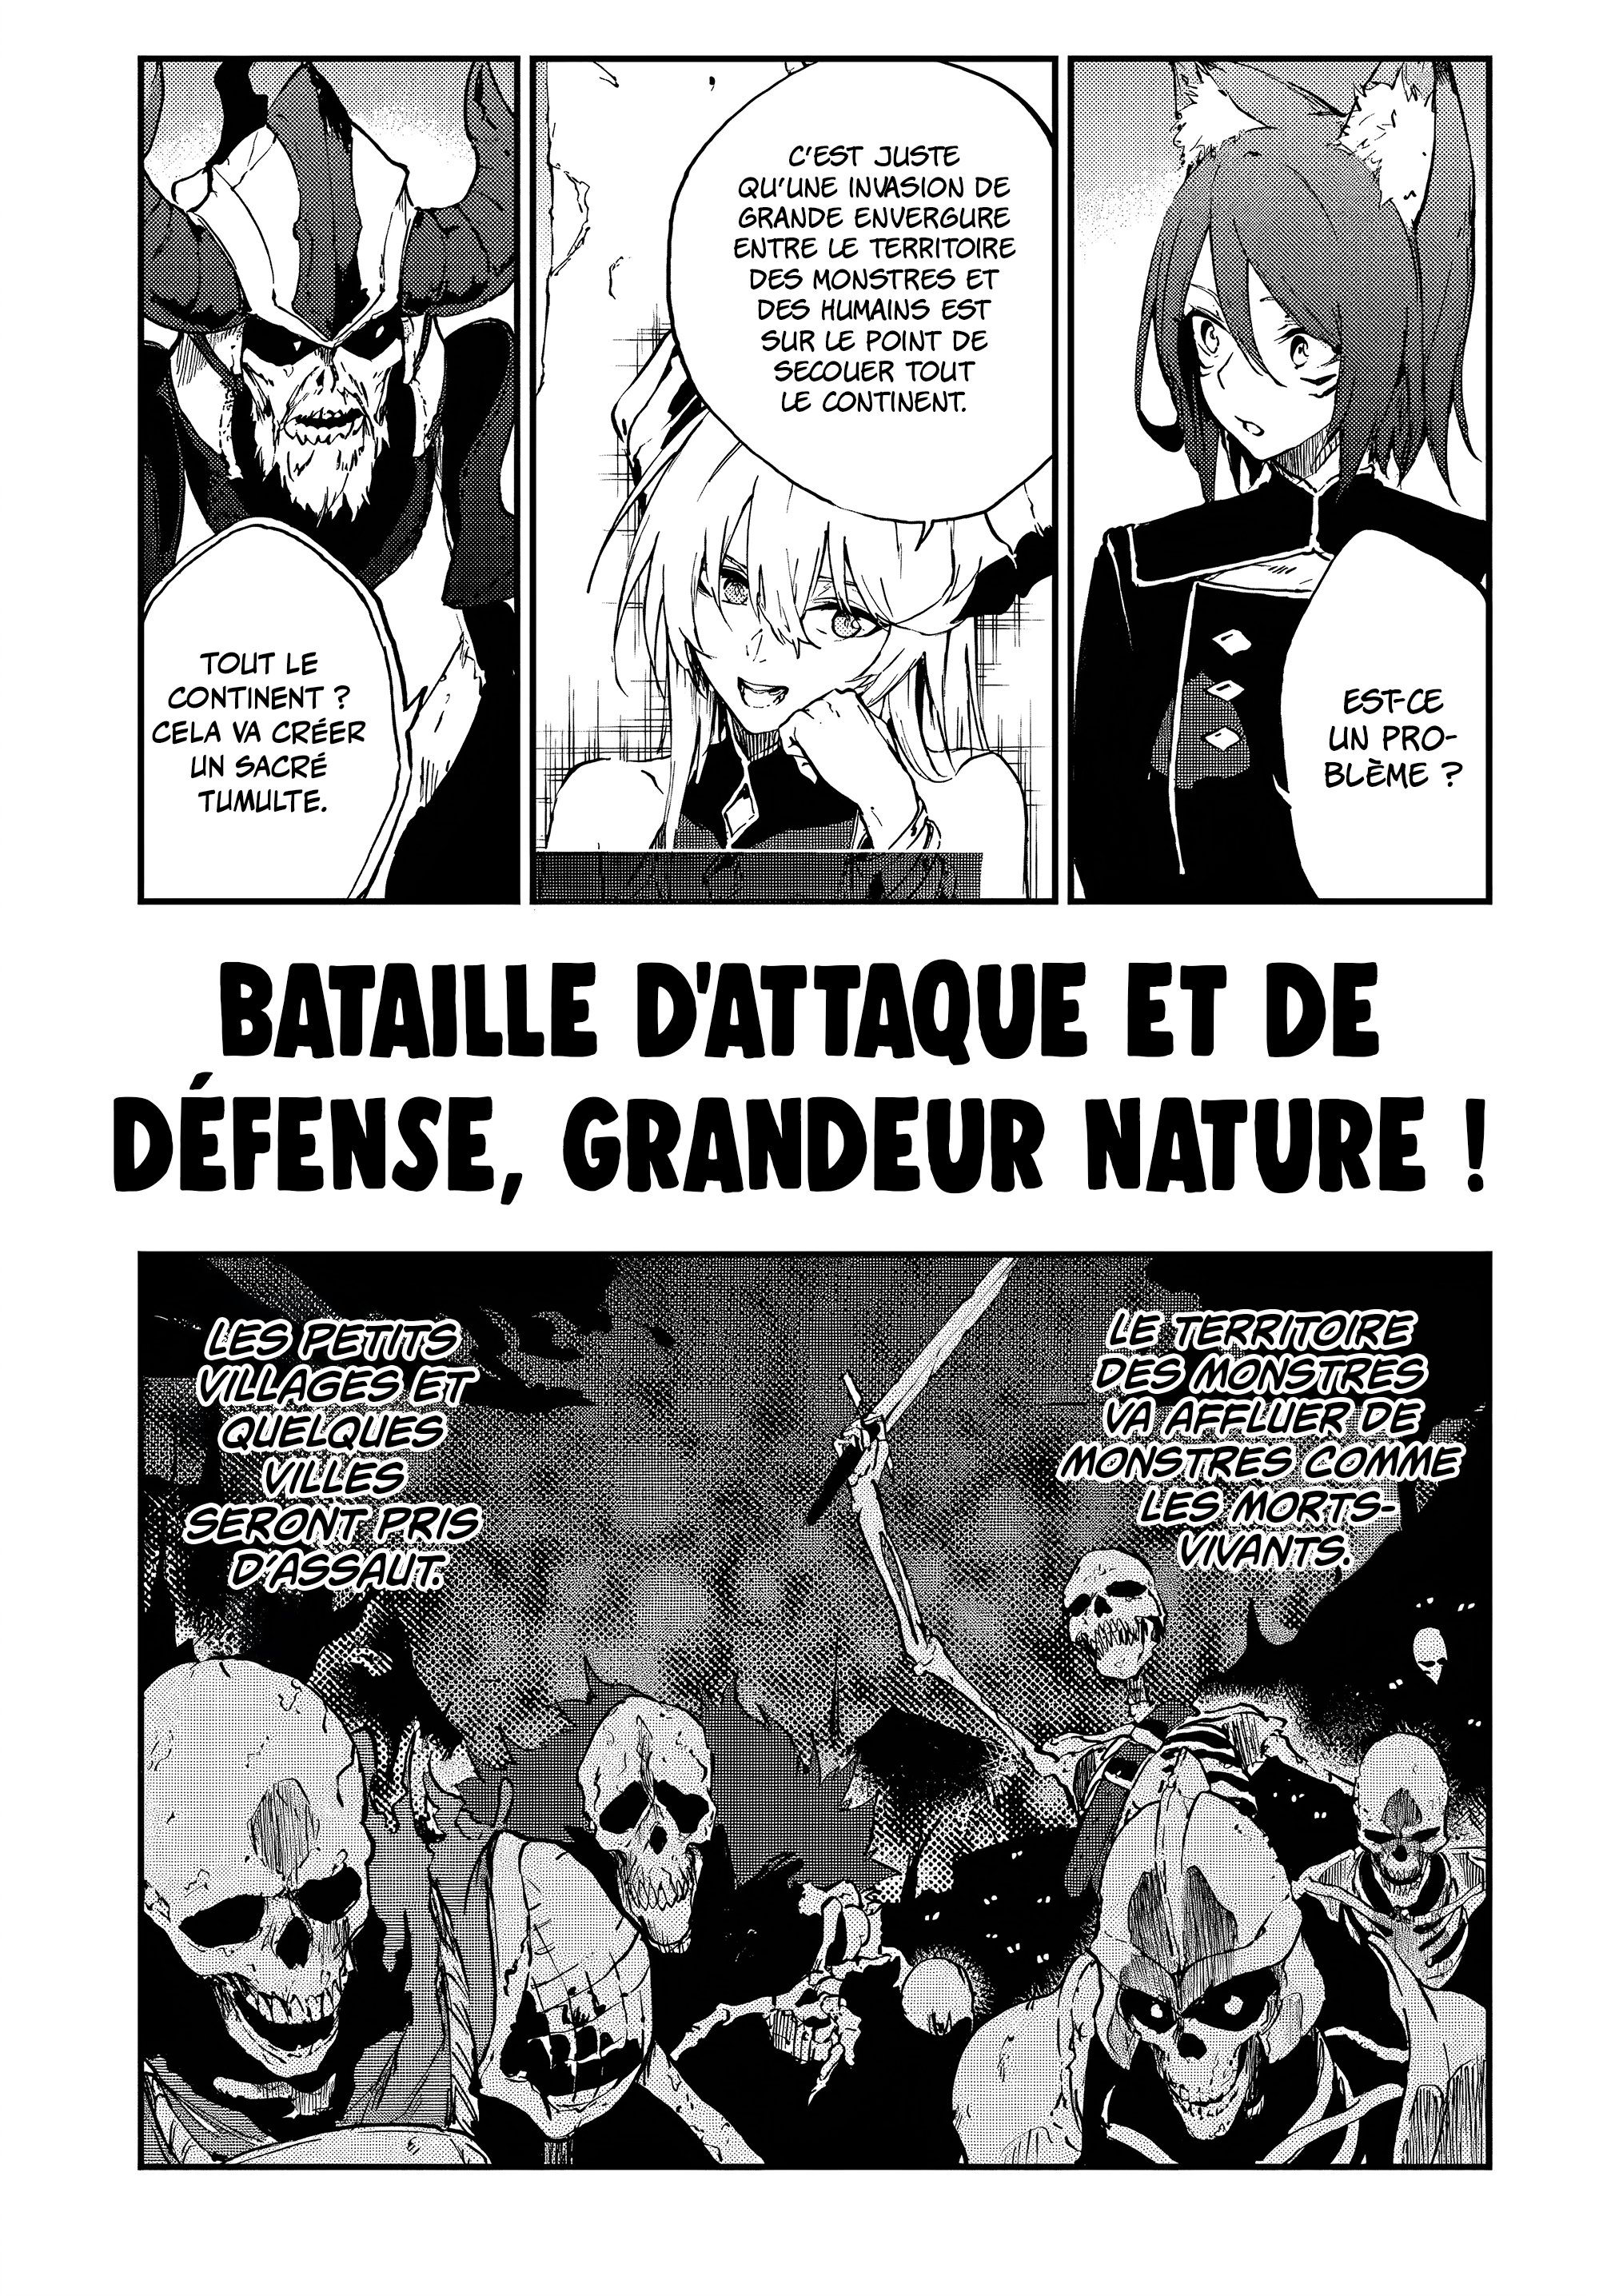 EST-CE
UN PRO-
BLÈME ?
C'EST JUSTE
QU'UNE INVASION DE
GRANDE ENVERGURE
ENTRE LE TERRITOIRE
DES MONSTRES ET
DES HUMAINS EST
SUR LE POINT DE
SECOUER TOUT
LE CONTINENT.
TOUT LE
CONTINENT ?
CELA VA CRÉER
UN SACRÉ
TUMULTE.
BATAILLE D'ATTAQUE ET DE
DÉFENSE, GRANDEUR NATURE !
LE TERRITOIRE
DES MONSTRES
VA AFFLUER DE
MONSTRES COMME
LES MORTS-
VIVANTS.
LES PETITS
VILLAGES ET
QUELQUES
VILLES
SERONT PRIS
D'ASSAUT.